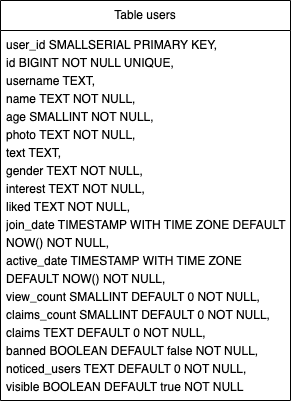 Table users
user_id SMALLSERIAL PRIMARY KEY,
id BIGINT NOT NULL UNIQUE,
username TEXT,
name TEXT NOT NULL,
age SMALLINT NOT NULL,
photo TEXT NOT NULL,
text TEXT,
gender TEXT NOT NULL,
interest TEXT NOT NULL,
liked TEXT NOT NULL,
join_date TIMESTAMP WITH TIME ZONE DEFAULT
NOW() NOT NULL,
active_date TIMESTAMP WITH TIME ZONE
DEFAULT NOW() NOT NULL,
view_count SMALLINT DEFAULT 0 NOT NULL,
claims_count SMALLINT DEFAULT 0 NOT NULL,
claims TEXT DEFAULT 0 NOT NULL,
banned BOOLEAN DEFAULT false NOT NULL,
noticed_users TEXT DEFAULT 0 NOT NULL,
visible BOOLEAN DEFAULT true NOT NULL